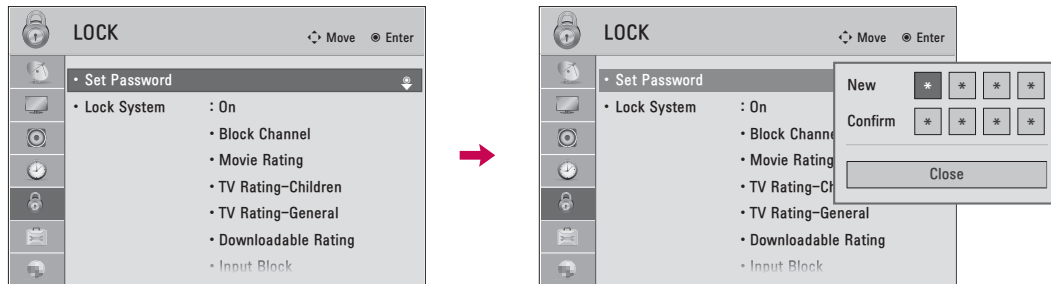 LOCK
Move Enter
• Set Password
• Lock System : On
• Block Channel
• Movie Rating
• TV Rating-Children
• TV Rating-General
• Downloadable Rating
• Input Block
LOCK
Move Enter
• Set Password
• Lock System : On
• Block Channe
• Movie Rating
• TV Rating-Ch
• TV Rating-General
• Downloadable Rating
• Input Block
New * * * *
Confirm * * * *
Close